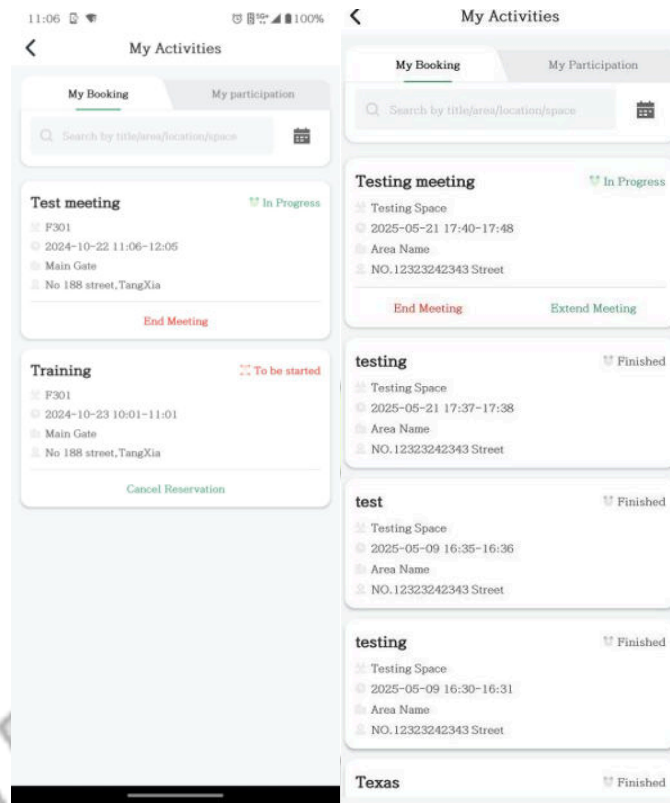 11:06
100%
My Activities
My Booking
My participation
Search by title/area/location/space
Test meeting
In Progress
F301
2024-10-22 11:06-12:05
Main Gate
No 188 street,TangXia
End Meeting
Training
To be started
F301
2024-10-23 10:01-11:01
Main Gate
No 188 street,TangXia
Cancel Reservation
My Activities
My Booking
My Participation
Search by title/area/location/space
Testing meeting
In Progress
Testing Space
2025-05-21 17:40-17:48
Area Name
NO.12323242343 Street
End Meeting
Extend Meeting
testing
Finished
Testing Space
2025-05-21 17:37-17:38
Area Name
NO.12323242343 Street
test
Finished
Testing Space
2025-05-09 16:35-16:36
Area Name
NO.12323242343 Street
testing
Finished
Testing Space
2025-05-09 16:30-16:31
Area Name
NO.12323242343 Street
Texas
Finished